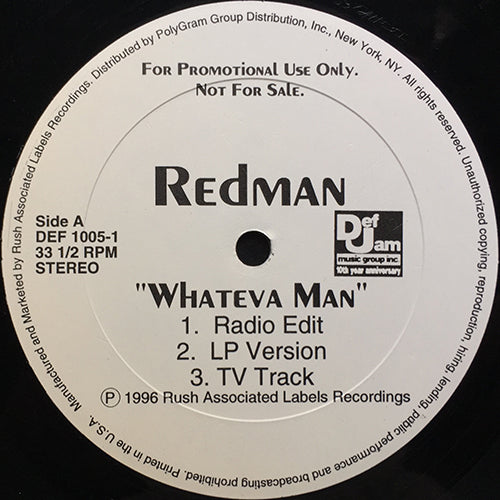 For Promotional Use Only.
Not For Sale.
Redman
Side A
DEF 1005-1
33 1/2 RPM
STEREO
Def
Jam
music group inc.
10th year anniversary
"Whateva Man"
1. Radio Edit
2. LP Version
3. TV Track
Ⓟ 1996 Rush Associated Labels Recordings
Manufactured and Marketed by Rush Associated Labels Recordings. Distributed by PolyGram Group Distribution, Inc., New York, NY. All rights reserved. Unauthorized copying, reproduction, hiring, lending, public performance and broadcasting prohibited. Printed in the U.S.A.